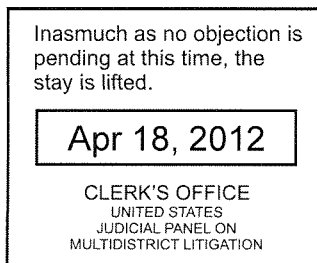 Inasmuch as no objection is
pending at this time, the
stay is lifted.
Apr 18, 2012
CLERK'S OFFICE
UNITED STATES
JUDICIAL PANEL ON
MULTIDISTRICT LITIGATION